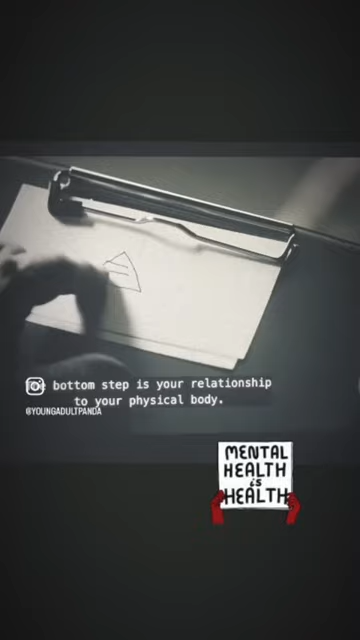 bottom step is your relationship
to your physical body.
@YOUNGADULTPANDA
MENTAL
HEALTH
is
HEALTH